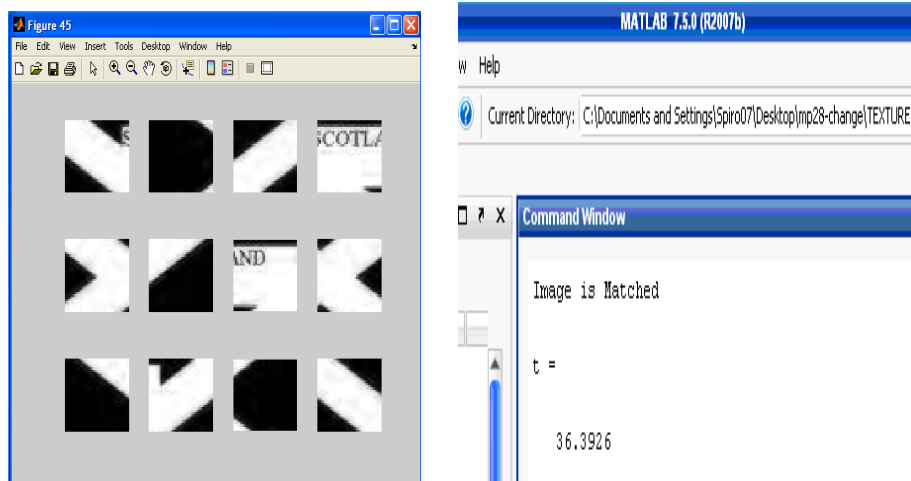 Figure 45
File Edit View Insert Tools Desktop Window Help
S
SCOTLA
AND
MATLAB 7.5.0 (R2007b)
w Help
Current Directory: C:\Documents and Settings\Spiro07\Desktop\mp28-change\TEXTURE
Command Window
Image is Matched
t =
36.3926